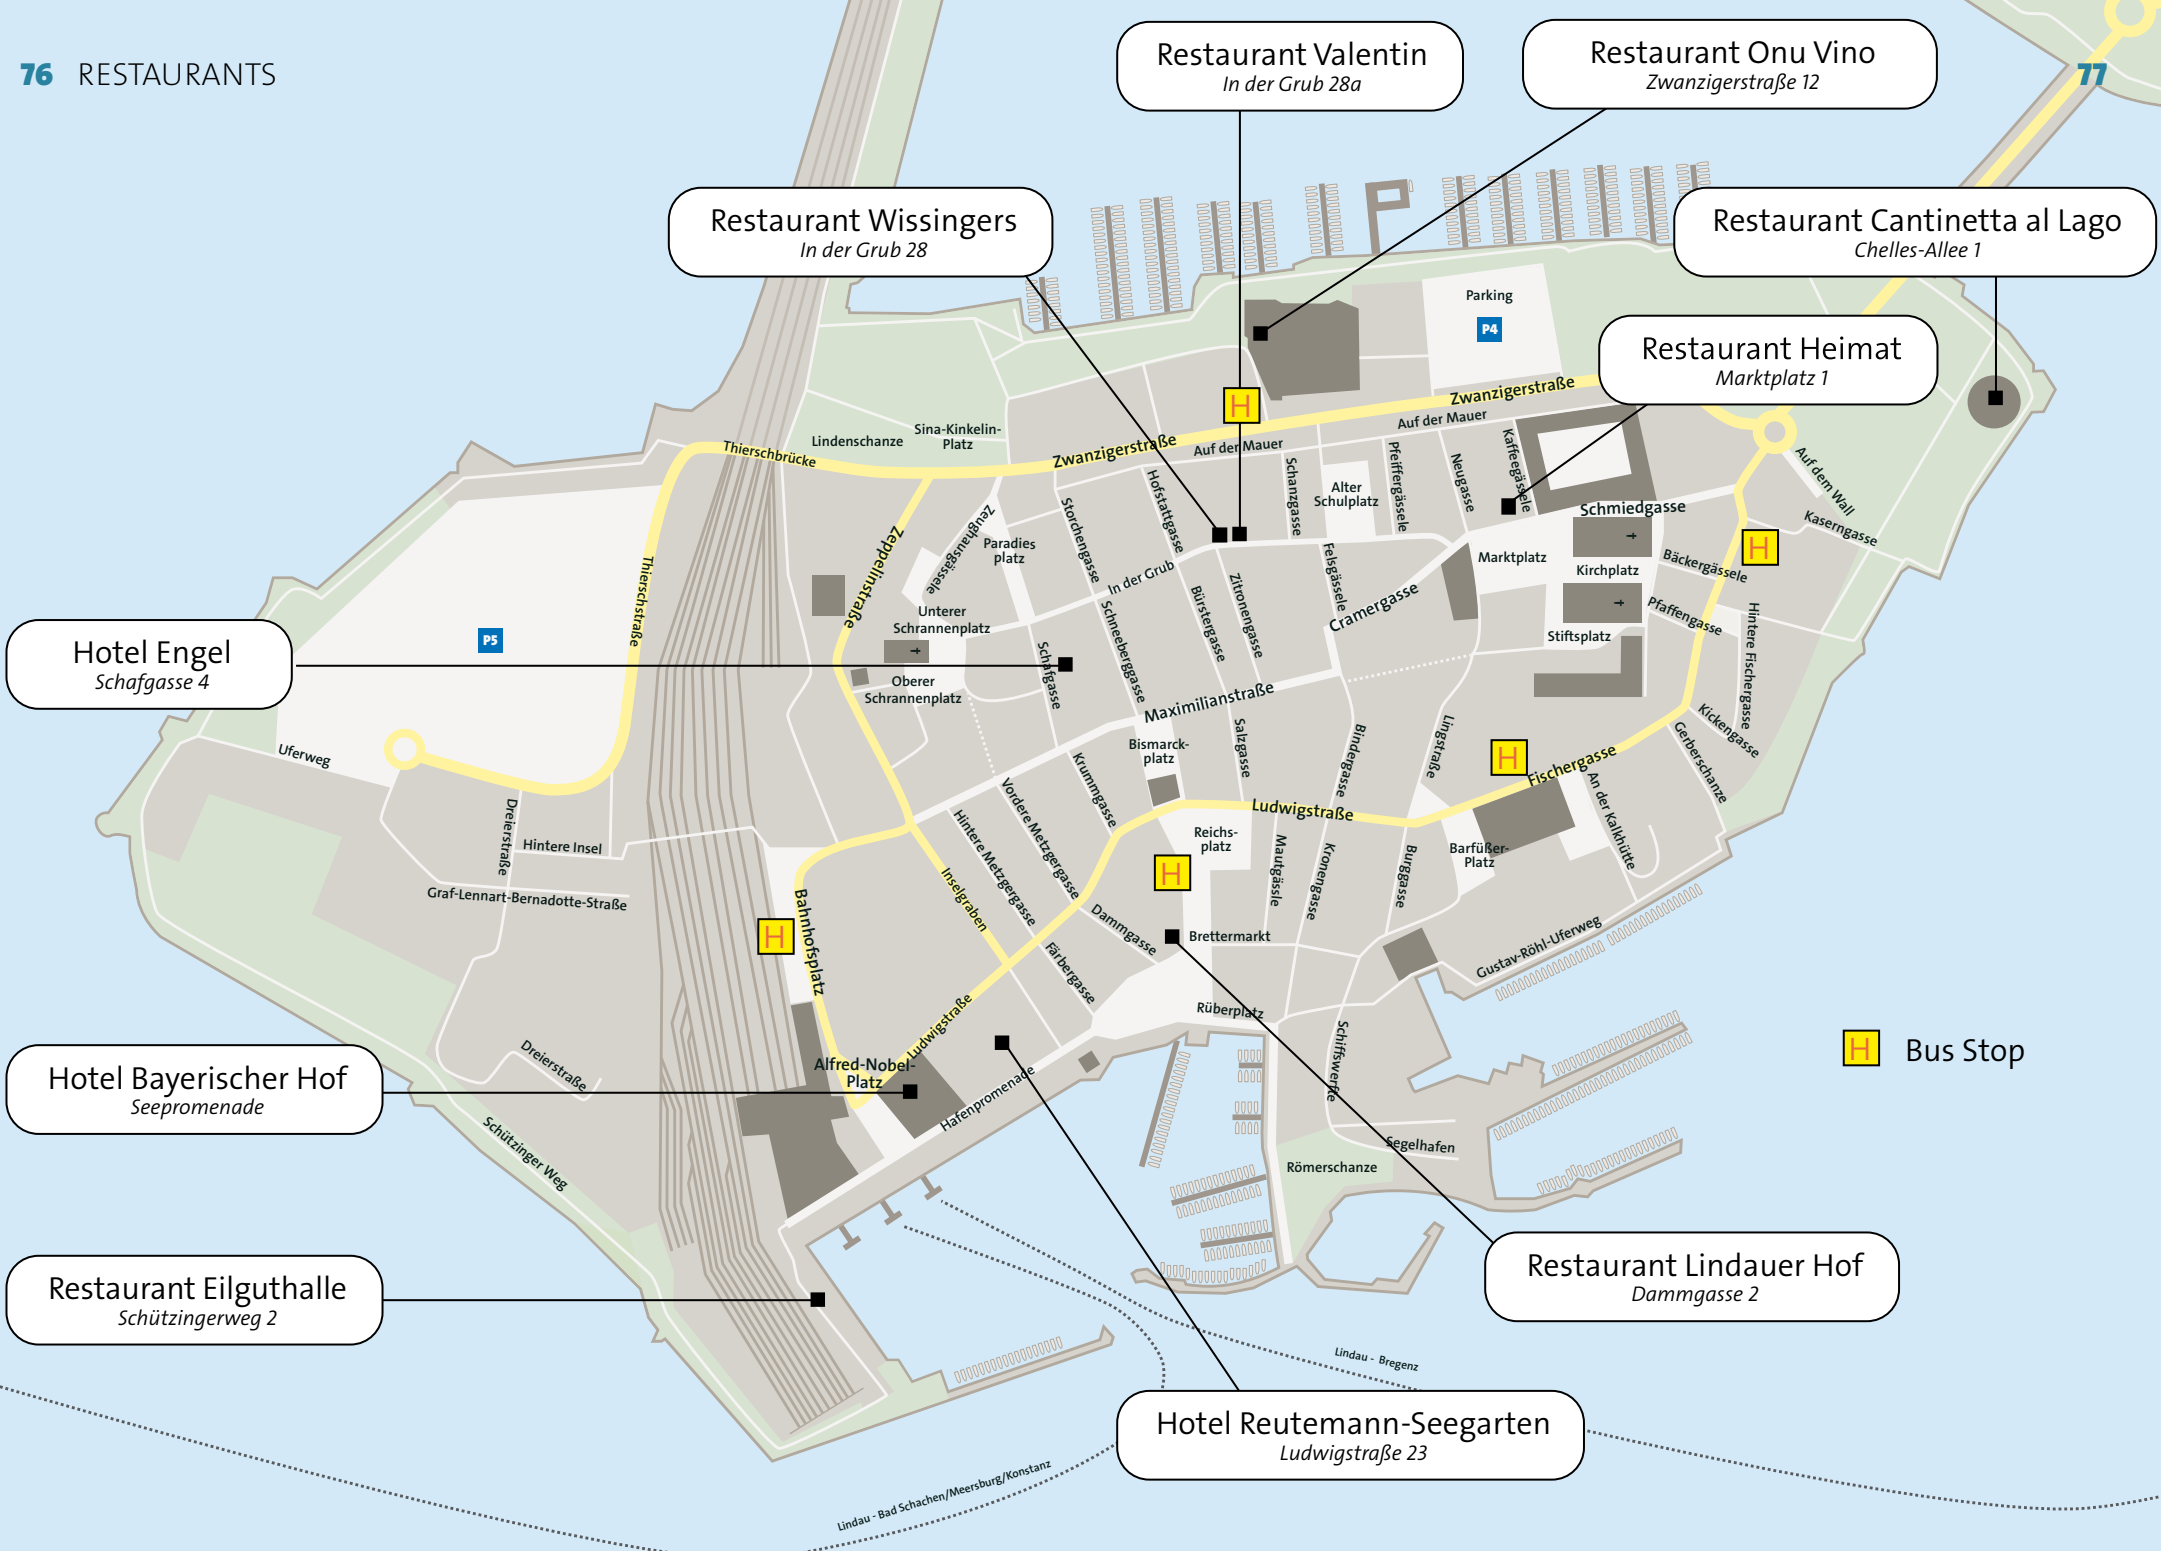 76 RESTAURANTS
77
Restaurant Valentin
In der Grub 28a
Restaurant Onu Vino
Zwanzigerstraße 12
Restaurant Wissingers
In der Grub 28
Restaurant Cantinetta al Lago
Chelles-Allee 1
Restaurant Heimat
Marktplatz 1
Hotel Engel
Schafgasse 4
Hotel Bayerischer Hof
Seepromenade
Restaurant Eilguthalle
Schützingerweg 2
Restaurant Lindauer Hof
Dammgasse 2
Hotel Reutemann-Seegarten
Ludwigstraße 23
H Bus Stop
Parking
P4
H
Zwanzigerstraße
Auf der Mauer
Kaffeegässele
Lindenschanze
Sina-Kinkelin-
Platz
Thierschbrücke
Zwanzigerstraße
Auf der Mauer
Hofstattgasse
Schanzgasse
Alter
Schulplatz
Pfeiffergässele
Neugasse
Auf dem Wall
Schmiedgasse
Kaserngasse
H
Storchengasse
Zeughausgässele
Paradies
platz
Zeppelinstraße
Thierschstraße
In der Grub
Felsgässele
Marktplatz
Kirchplatz
Bäckergässele
Pfaffengasse
Hintere Fischergasse
Stiftsplatz
Cramergasse
Zitronengasse
Bürstergasse
Schneeberggasse
Unterer
Schrannenplatz
P5
Schafgasse
Oberer
Schrannenplatz
Maximilianstraße
Bismarck-
platz
Salzgasse
Bindergasse
Lingstraße
H
Fischergasse
Kickengasse
Gerberschanze
An der Kalkhütte
Uferweg
Krummgasse
Vordere Metzgergasse
Hintere Metzgergasse
Ludwigstraße
Reichs-
platz
Mautgässle
Kronengasse
Burggasse
Barfüßer-
Platz
Dreierstraße
Hintere Insel
Graf-Lennart-Bernadotte-Straße
H
H
Bahnhofsplatz
Inselgraben
Dammgasse
Färbergasse
Brettermarkt
Gustav-Röhl-Uferweg
Rüberplatz
Ludwigstraße
Schiffswerfte
Dreierstraße
Alfred-Nobel-
Platz
Hafenpromenade
Schützinger Weg
Segelhafen
Römerschanze
Lindau - Bregenz
Lindau - Bad Schachen/Meersburg/Konstanz